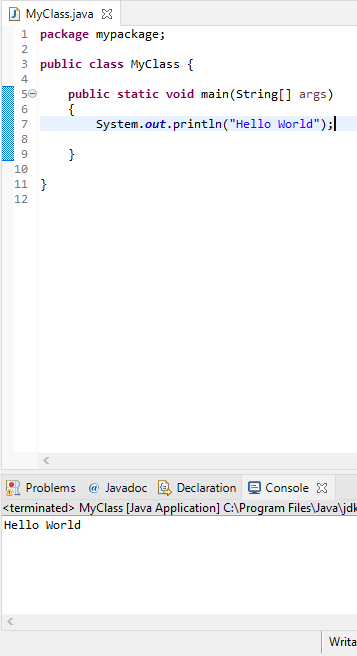 MyClass.java
1 package mypackage;
2
3 public class MyClass {
4
5 public static void main(String[] args)
6 {
7 System.out.println("Hello World");
8
9 }
10
11 }
12
Problems @ Javadoc Declaration Console
<terminated> MyClass [Java Application] C:\Program Files\Java\jdk
Hello World
Writa